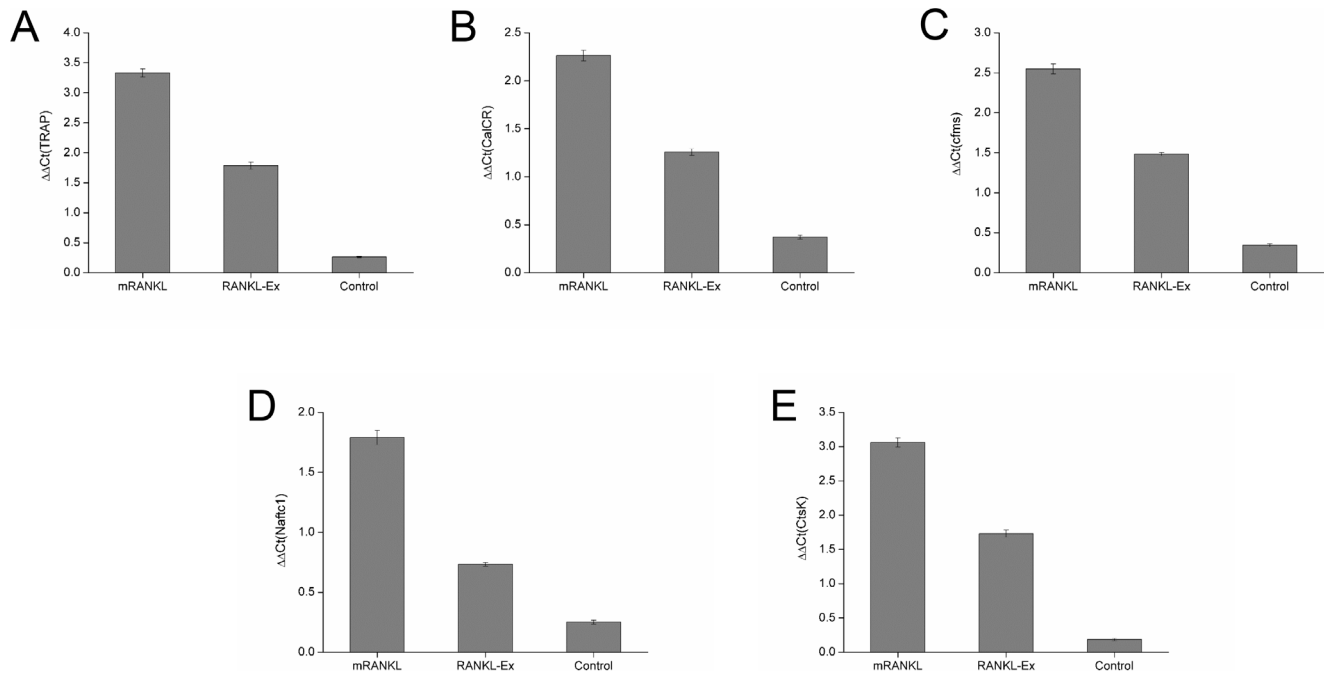 A
ΔΔCt(TRAP)
4.0
3.5
3.0
2.5
2.0
1.5
1.0
0.5
0.0
mRANKL RANKL-Ex Control
B
ΔΔCt(CalCR)
2.5
2.0
1.5
1.0
0.5
0.0
mRANKL RANKL-Ex Control
C
ΔΔCt(cfms)
3.0
2.5
2.0
1.5
1.0
0.5
0.0
mRANKL RANKL-Ex Control
D
ΔΔCt(Naftc1)
2.0
1.5
1.0
0.5
0.0
mRANKL RANKL-Ex Control
E
ΔΔCt(CtsK)
3.5
3.0
2.5
2.0
1.5
1.0
0.5
0.0
mRANKL RANKL-Ex Control